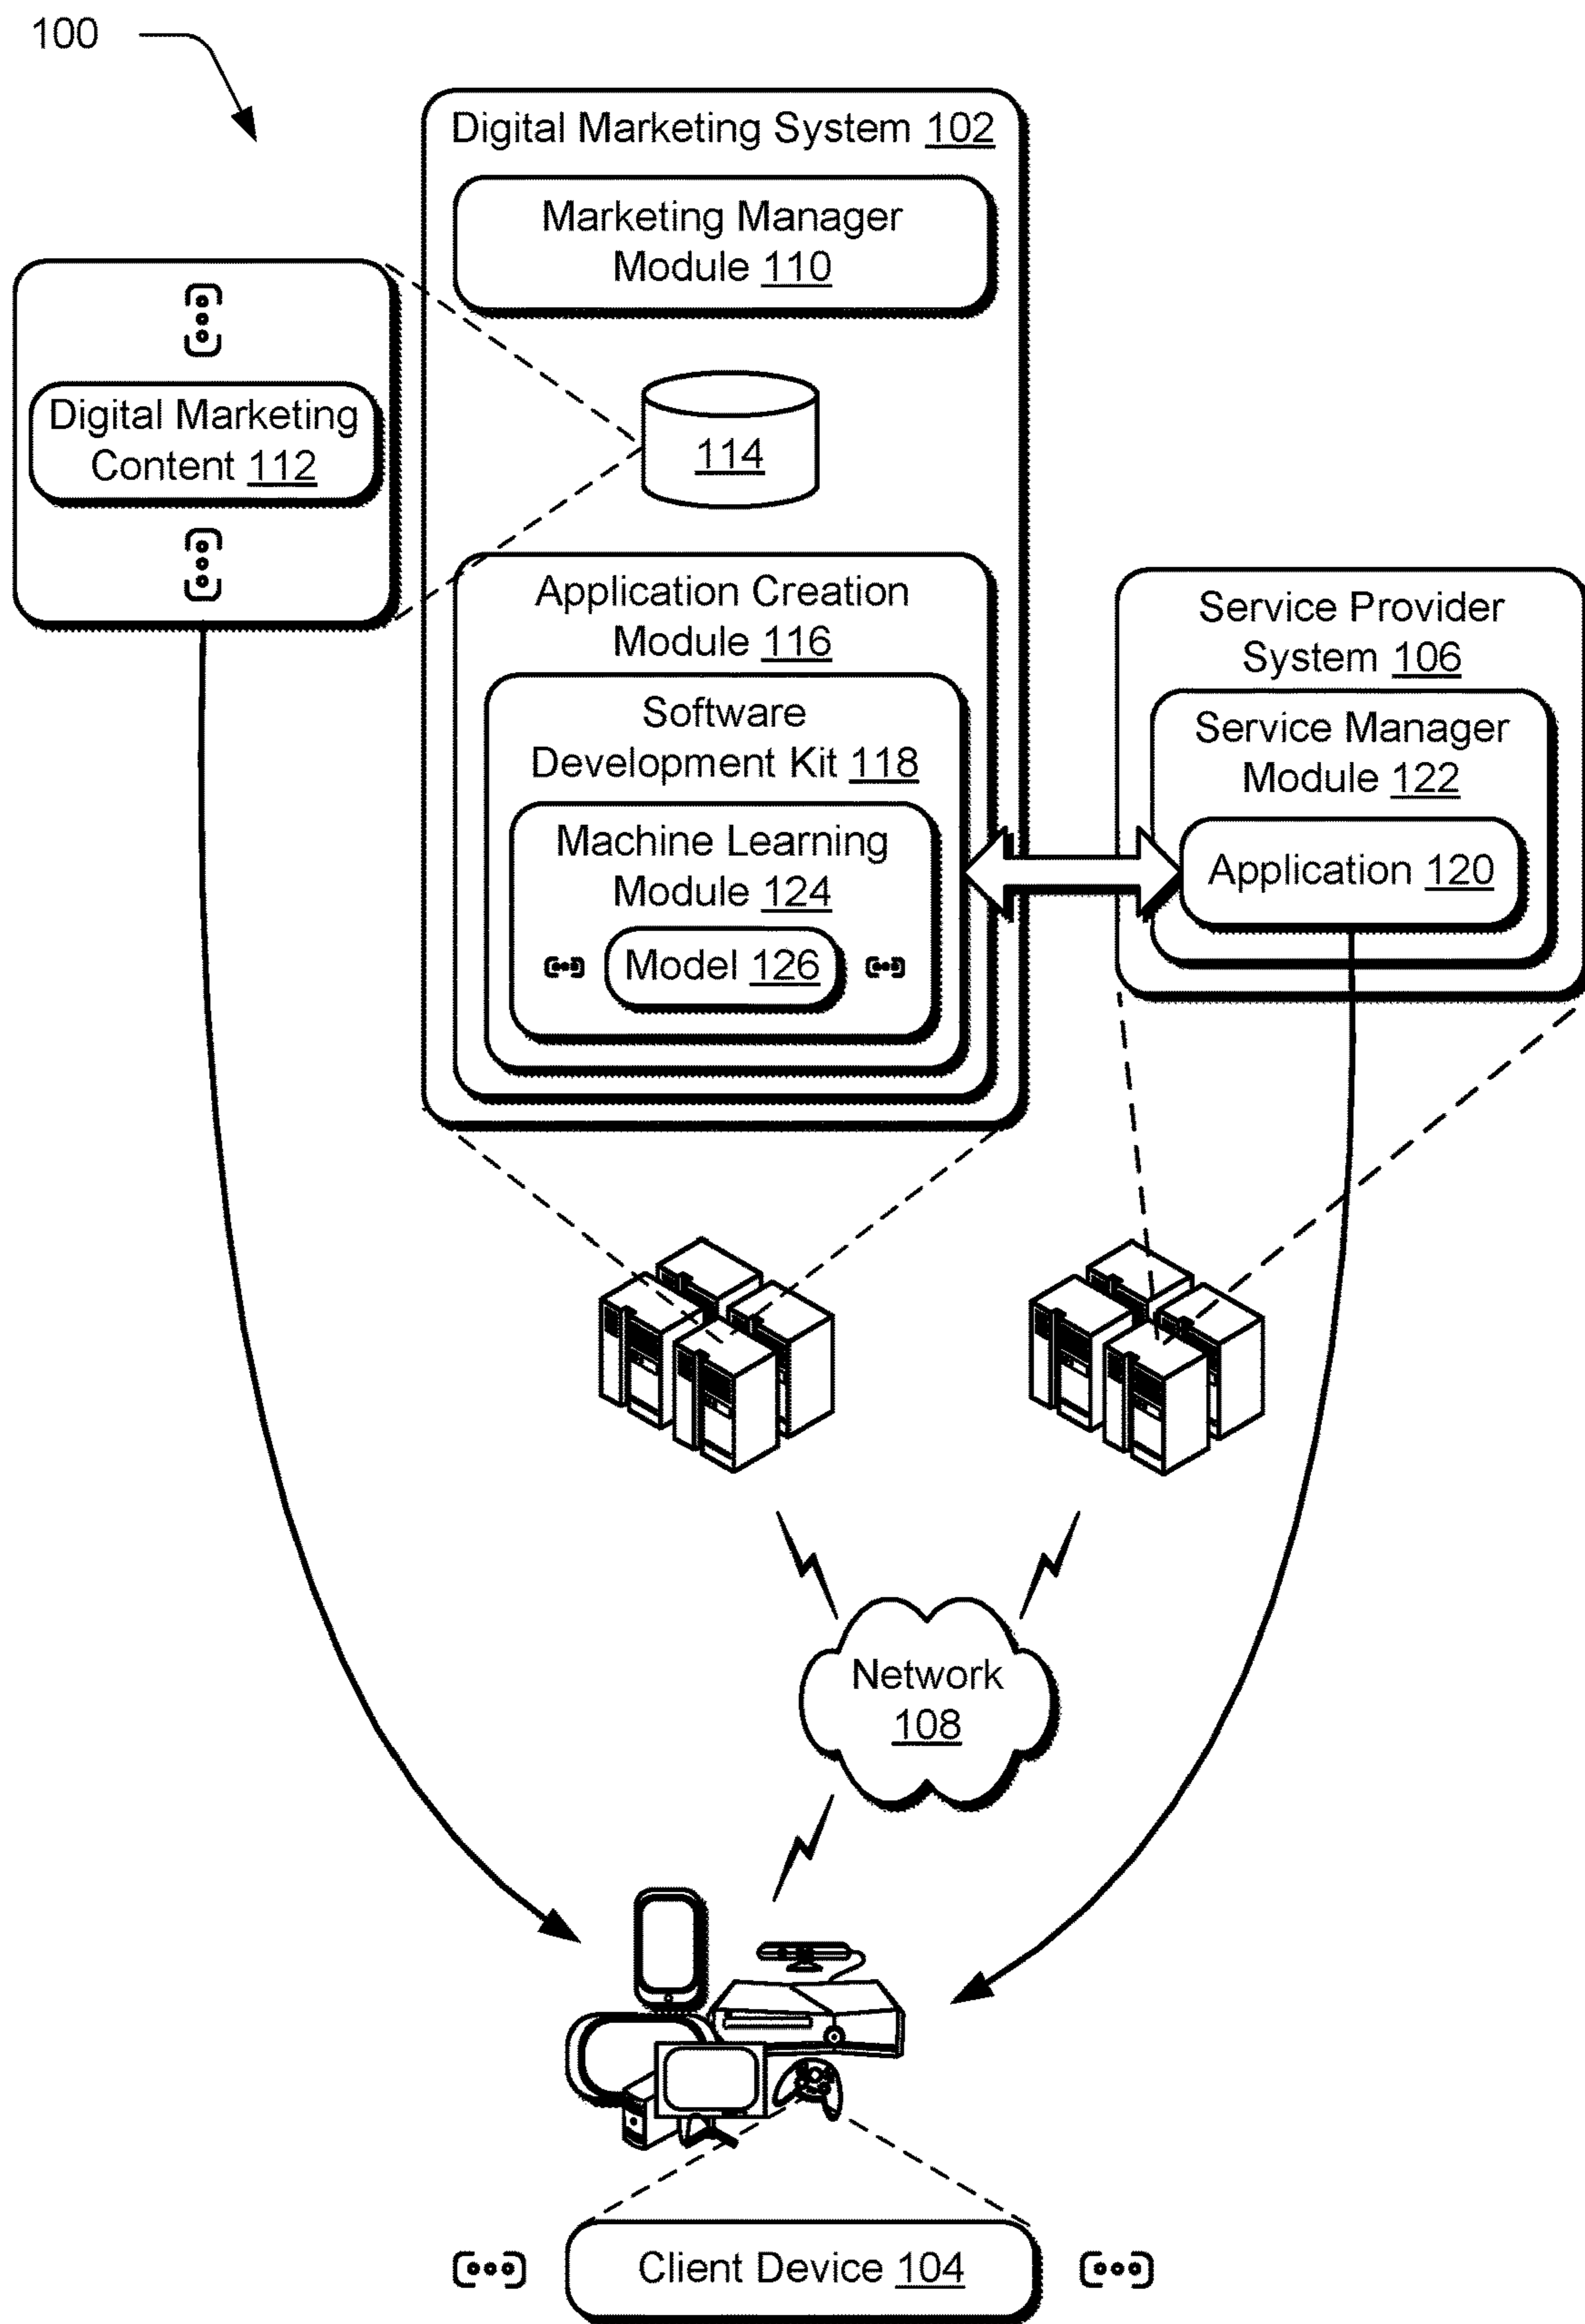 100
Digital Marketing System 102
Marketing Manager
Module 110
Digital Marketing
Content 112
114
Application Creation
Module 116
Software
Development Kit 118
Machine Learning
Module 124
Model 126
Service Provider
System 106
Service Manager
Module 122
Application 120
Network
108
Client Device 104